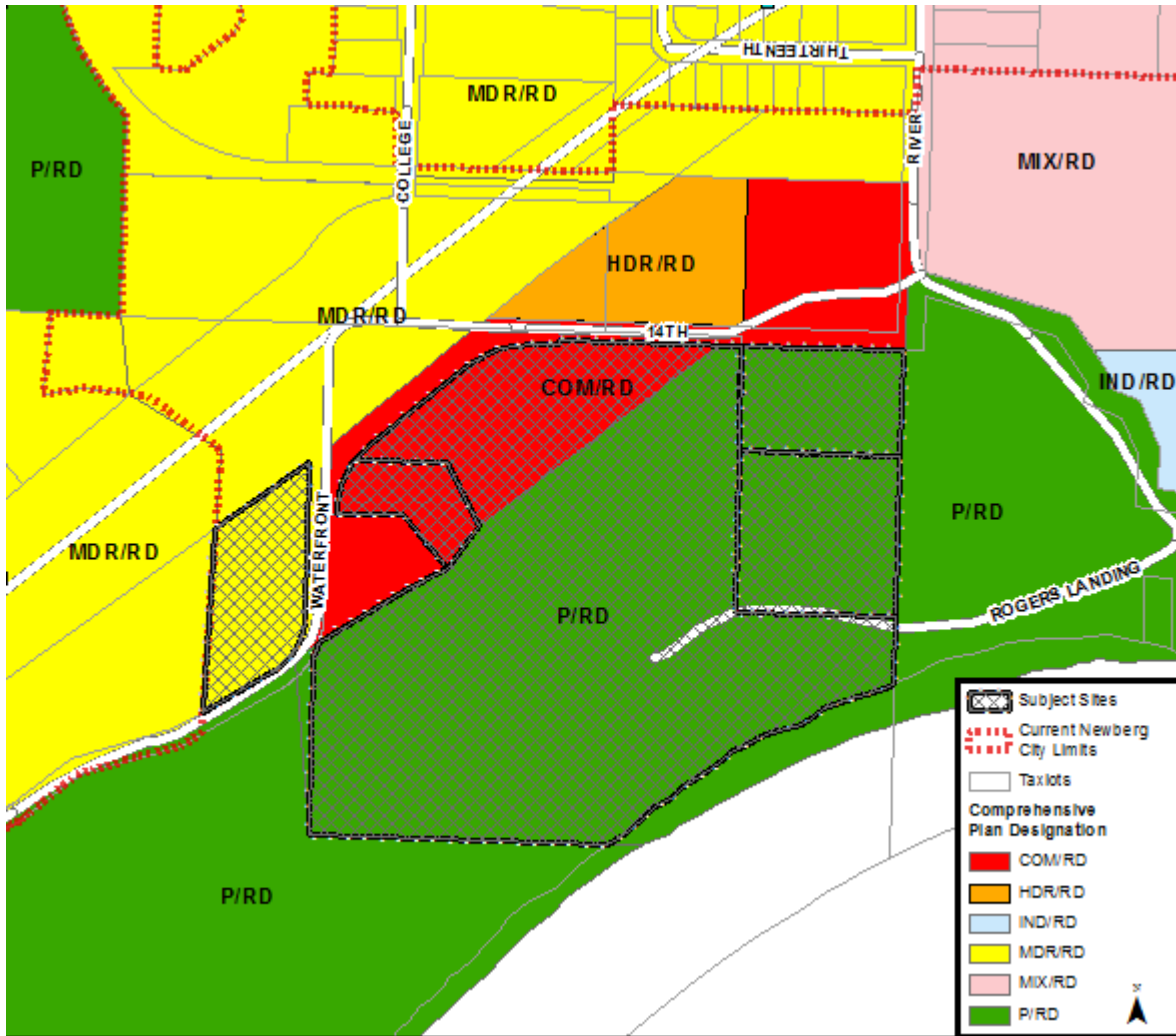 THIRTEENTH
MDR/RD
RIVER
P/RD
MIX/RD
COLLEGE
HDR/RD
MDR/RD
14TH
COM/RD
IND/RD
P/RD
MDR/RD
WATERFRONT
P/RD
ROGERS LANDING
P/RD
Subject Sites
Current Newberg
City Limits
Taxlots
Comprehensive
Plan Designation
COM/RD
HDR/RD
IND/RD
MDR/RD
MIX/RD
P/RD